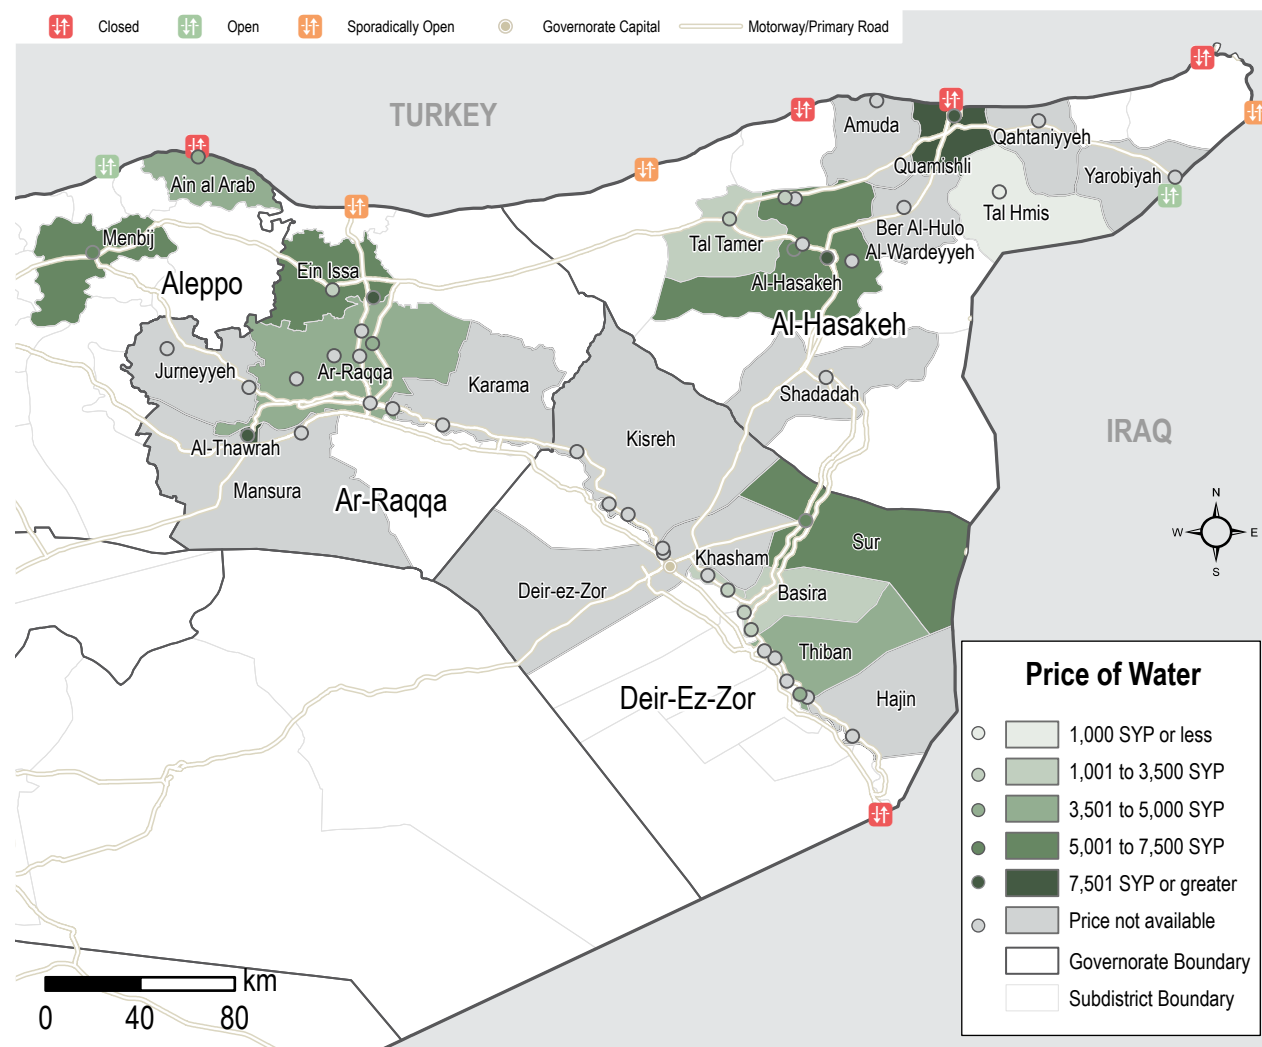 Closed
Open
Sporadically Open
Governorate Capital
Motorway/Primary Road
TURKEY
Amuda
Qahtaniyyeh
Quamishli
Yarobiyah
Ain al Arab
Tal Hmis
Menbij
Ber Al-Hulo
Al-Wardeyyeh
Tal Tamer
Ein Issa
Al-Hasakeh
Aleppo
Al-Hasakeh
Jurneyyeh
Ar-Raqqa
Karama
Shadadah
Kisreh
IRAQ
Al-Thawrah
Mansura
Ar-Raqqa
N
W
E
S
Sur
Khasham
Deir-ez-Zor
Basira
Thiban
Deir-Ez-Zor
Hajin
Price of Water
1,000 SYP or less
1,001 to 3,500 SYP
3,501 to 5,000 SYP
5,001 to 7,500 SYP
7,501 SYP or greater
Price not available
Governorate Boundary
Subdistrict Boundary
km
0 40 80